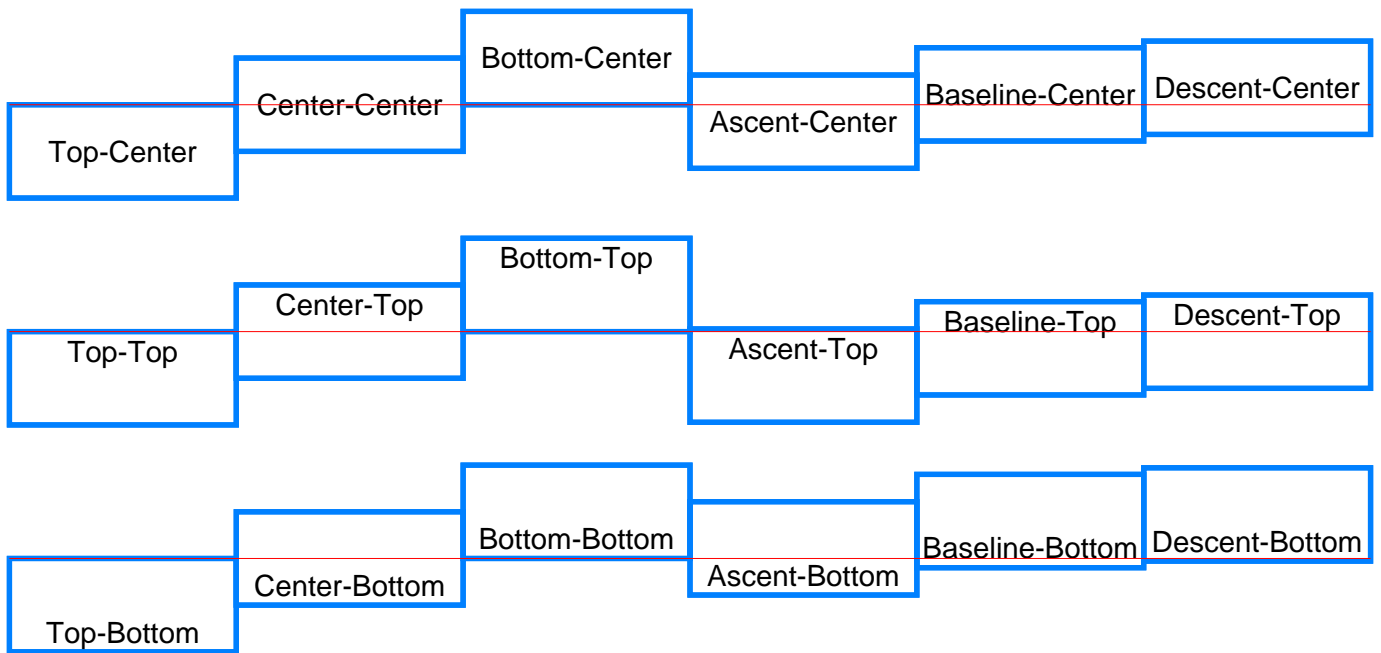 Top-Center Center-Center Bottom-Center Ascent-Center Baseline-Center Descent-Center
Top-Top Center-Top Bottom-Top Ascent-Top Baseline-Top Descent-Top
Top-Bottom Center-Bottom Bottom-Bottom Ascent-Bottom Baseline-Bottom Descent-Bottom